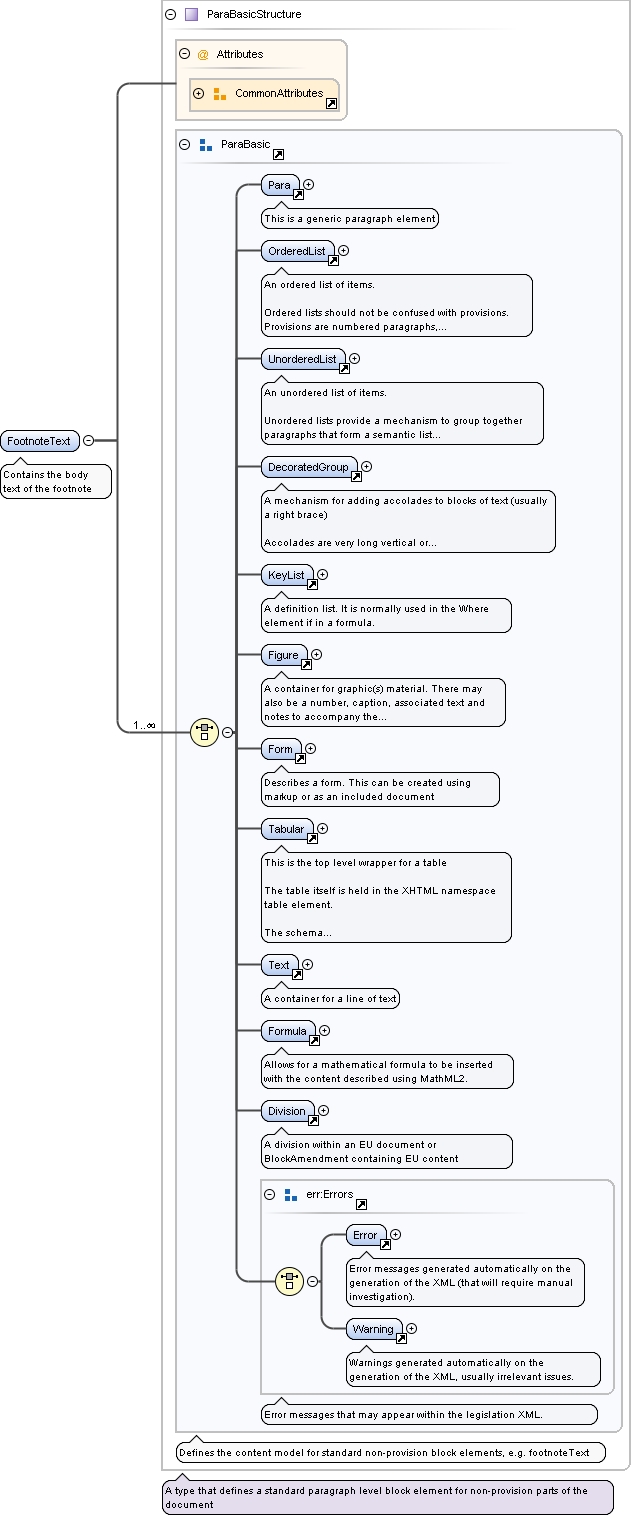 ParaBasicStructure
@ Attributes
CommonAttributes
ParaBasic
Para
This is a generic paragraph element
OrderedList
An ordered list of items.
Ordered lists should not be confused with provisions.
Provisions are numbered paragraphs,...
UnorderedList
An unordered list of items.
Unordered lists provide a mechanism to group together
paragraphs that form a semantic list...
FootnoteText
Contains the body
text of the footnote
DecoratedGroup
A mechanism for adding accolades to blocks of text (usually
a right brace)
Accolades are very long vertical or...
KeyList
A definition list. It is normally used in the Where
element if in a formula.
Figure
A container for graphic(s) material. There may
also be a number, caption, associated text and
notes to accompany the...
1..∞
Form
Describes a form. This can be created using
markup or as an included document
Tabular
This is the top level wrapper for a table
The table itself is held in the XHTML namespace
table element.
The schema...
Text
A container for a line of text
Formula
Allows for a mathematical formula to be inserted
with the content described using MathML2.
Division
A division within an EU document or
BlockAmendment containing EU content
err:Errors
Error
Error messages generated automatically on the
generation of the XML (that will require manual
investigation).
Warning
Warnings generated automatically on the
generation of the XML, usually irrelevant issues.
Error messages that may appear within the legislation XML.
Defines the content model for standard non-provision block elements, e.g. footnoteText
A type that defines a standard paragraph level block element for non-provision parts of the
document